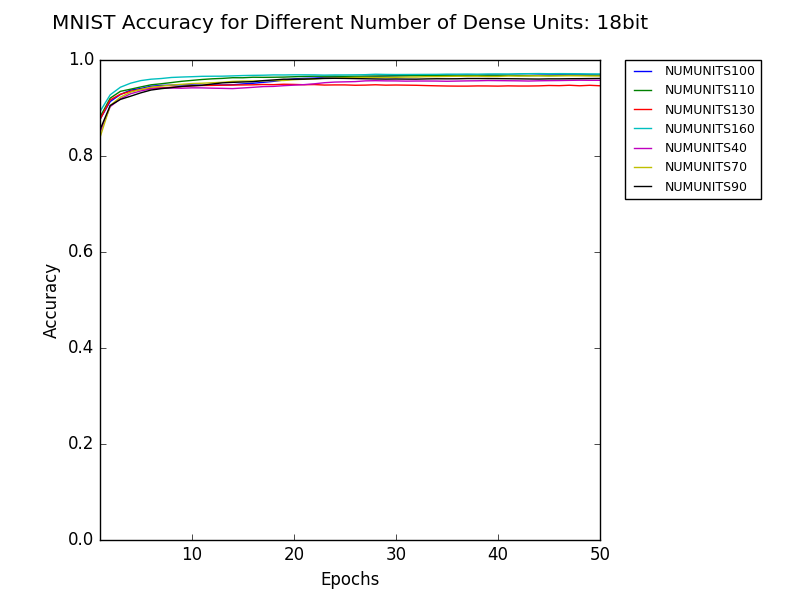 MNIST Accuracy for Different Number of Dense Units: 18bit
1.0
0.8
0.6
0.4
0.2
0.0
Accuracy
10 20 30 40 50
Epochs
NUMUNITS100
NUMUNITS110
NUMUNITS130
NUMUNITS160
NUMUNITS40
NUMUNITS70
NUMUNITS90